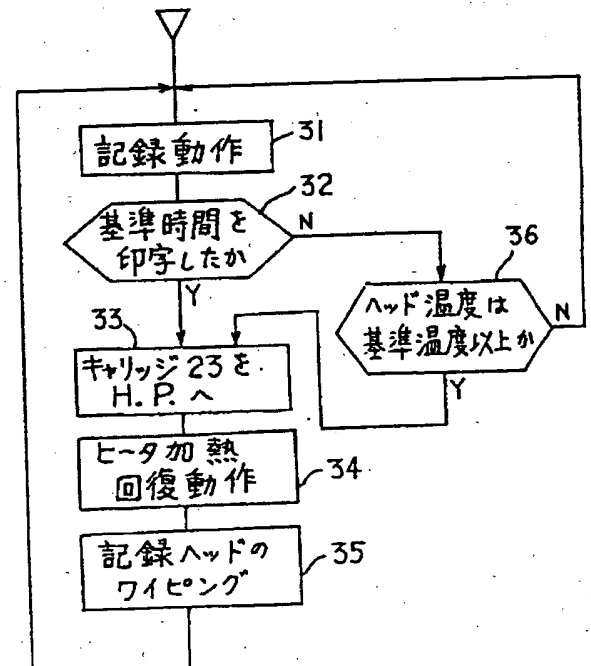 31
記録動作
32
基準時間を
印字したか
N
Y
36
ヘッド温度は
基準温度以上か
N
Y
33
キャリッジ23を
H.P.へ
ヒータ加熱
回復動作
34
記録ヘッドの
ワイピング
35